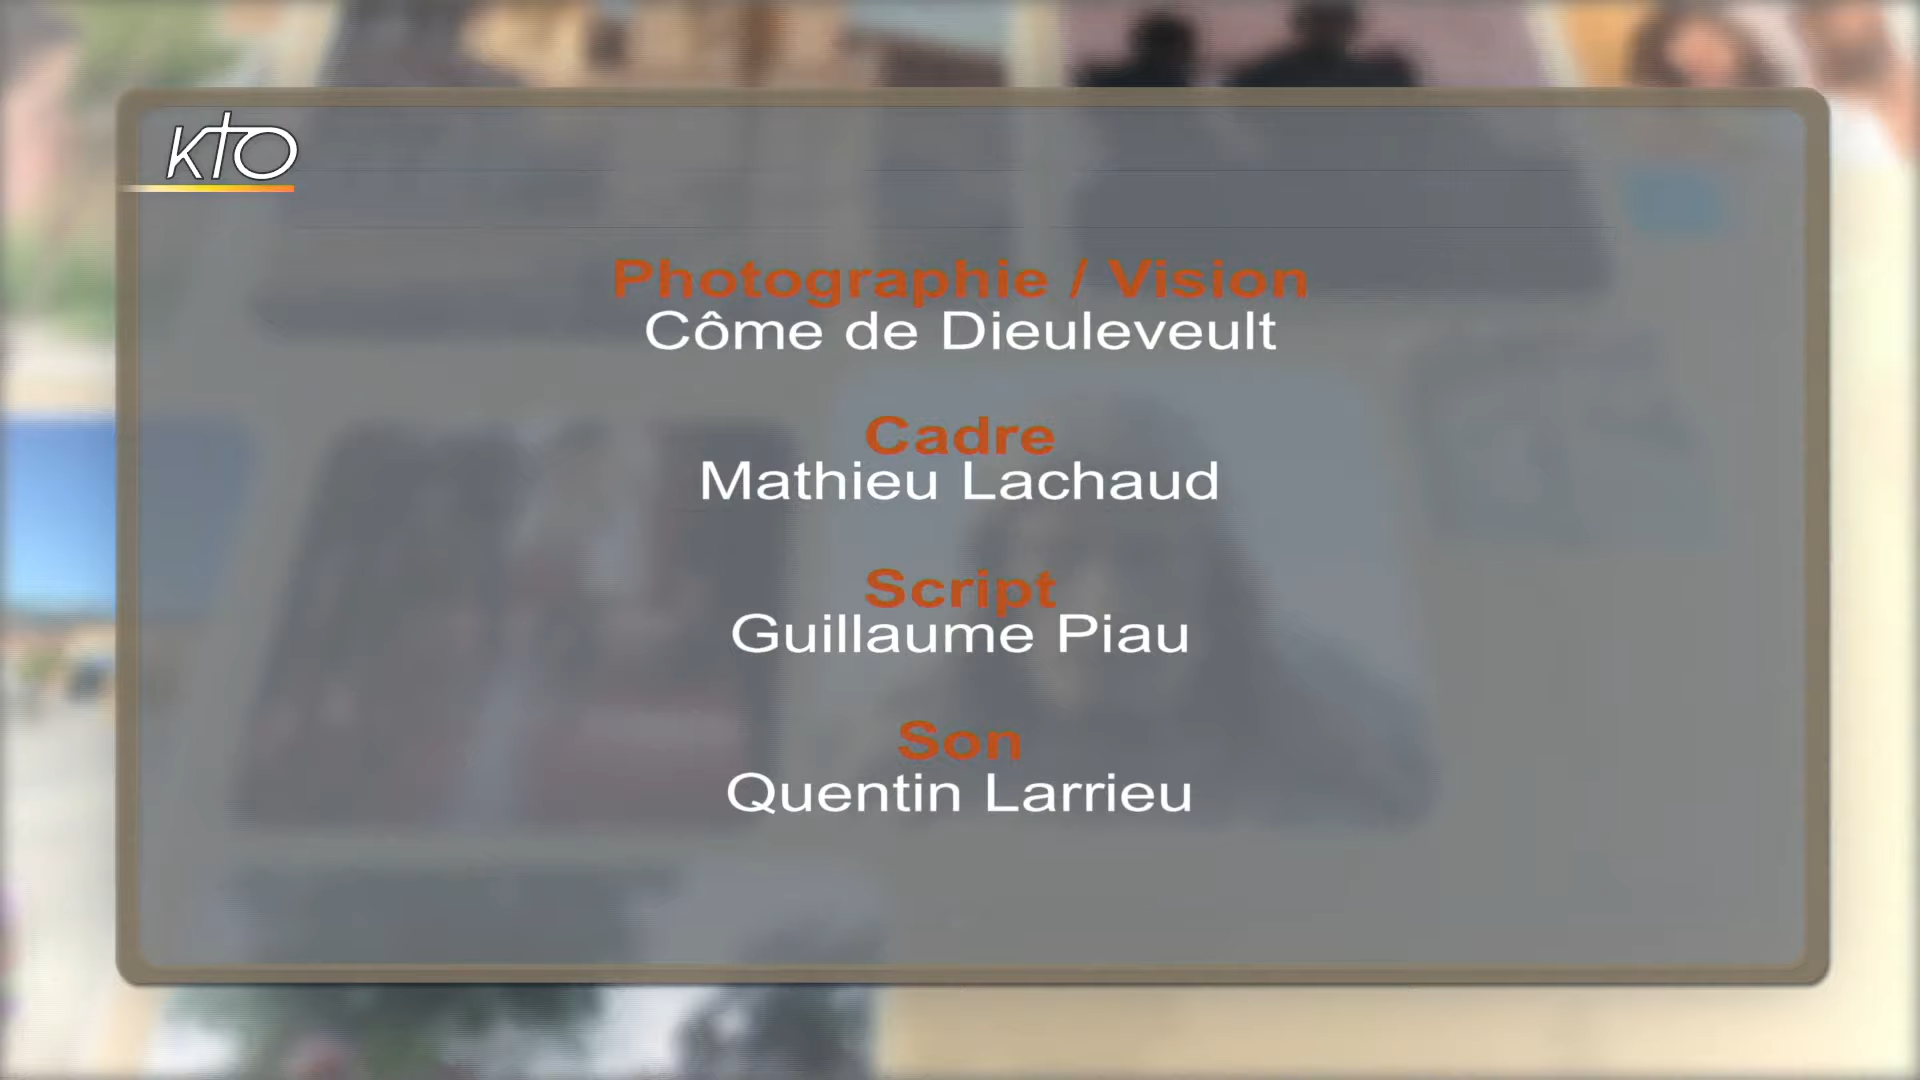 KTO
Photographie / Vision
Côme de Dieuleveult
Cadre
Mathieu Lachaud
Script
Guillaume Piau
Son
Quentin Larrieu